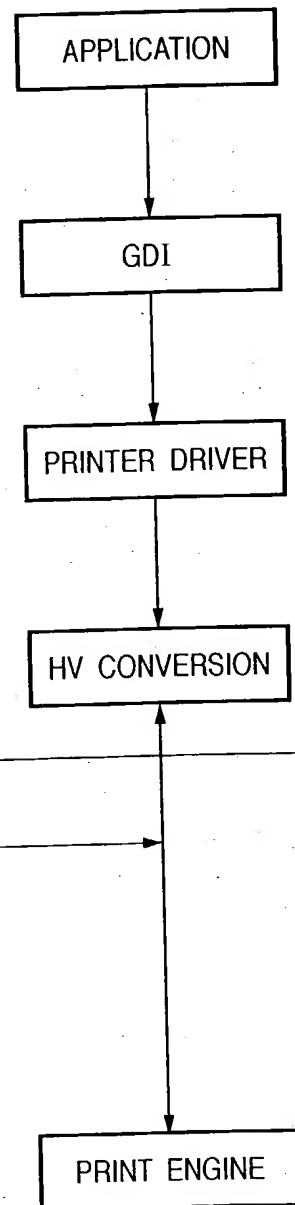 APPLICATION
GDI
PRINTER DRIVER
HV CONVERSION
PRINT ENGINE